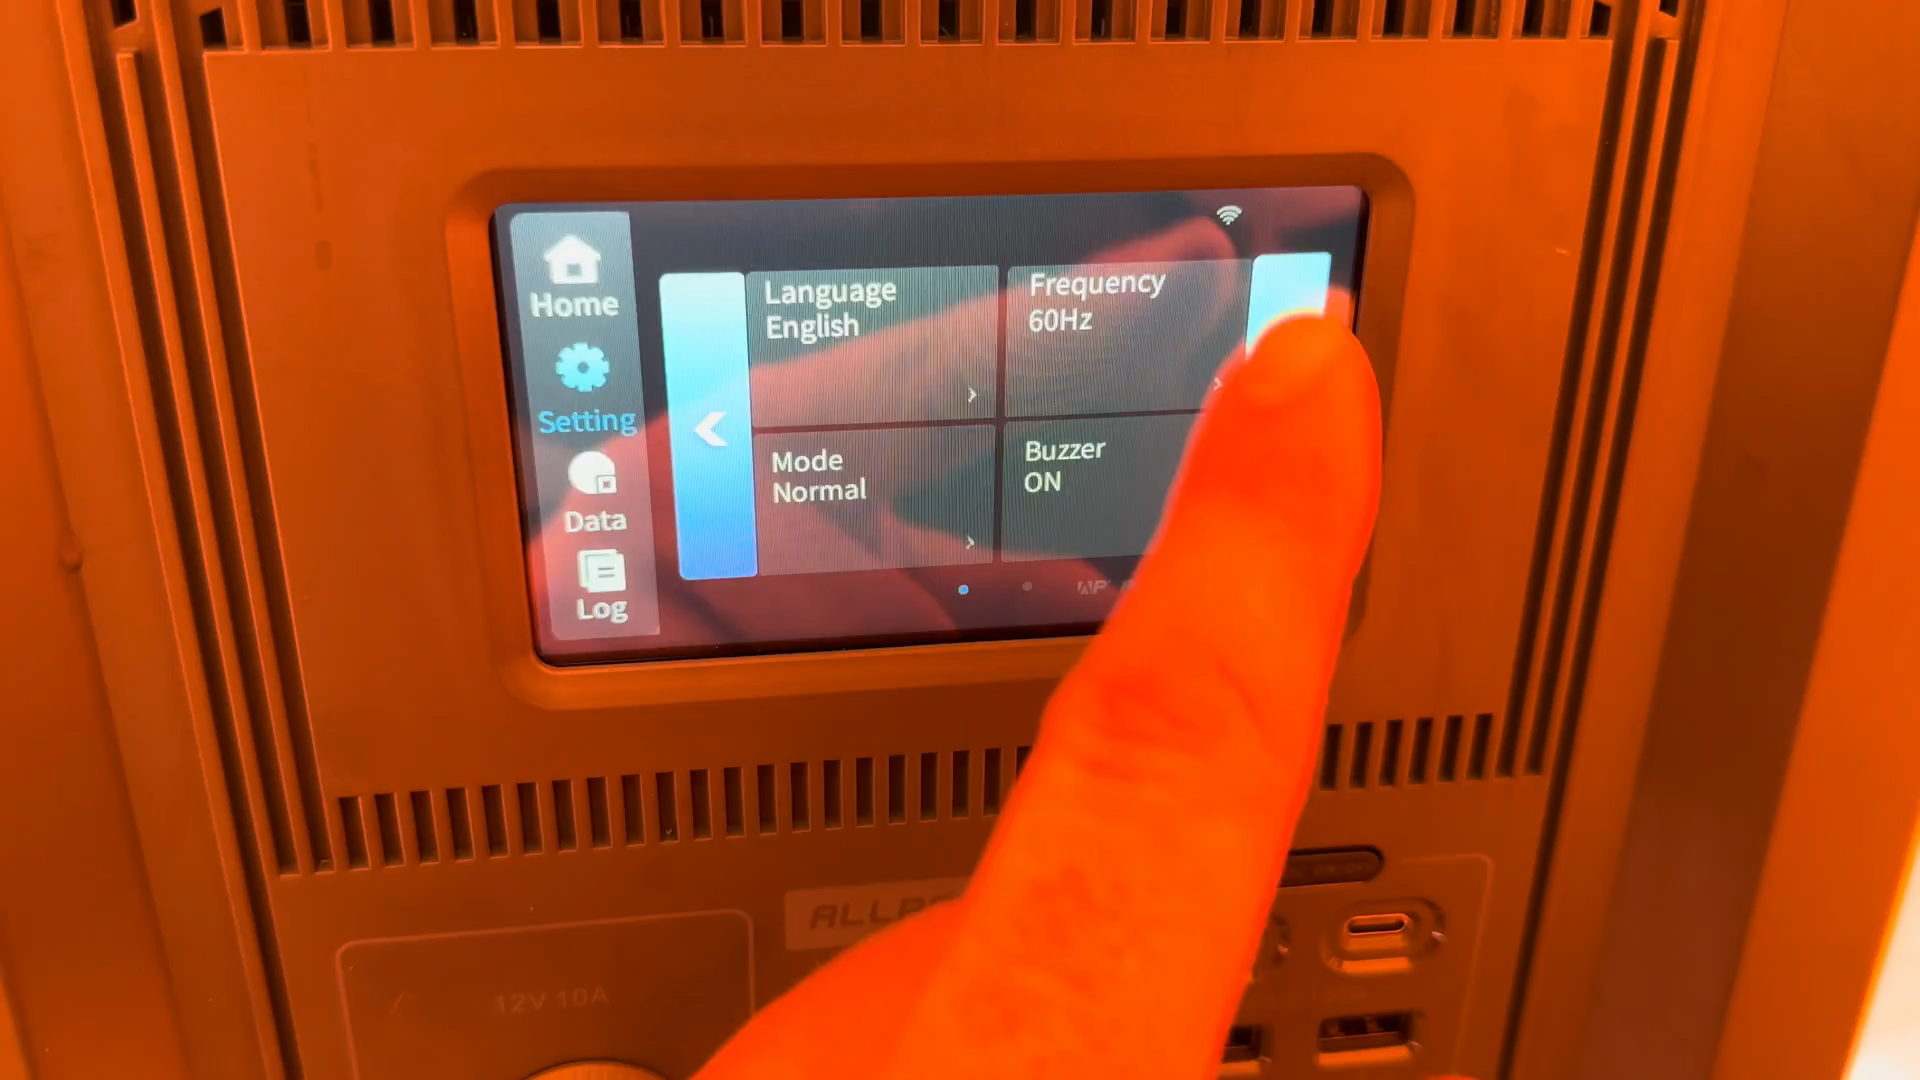 Home
Setting
Data
Log
Language
English
Frequency
60Hz
Mode
Normal
Buzzer
ON
12V 10A